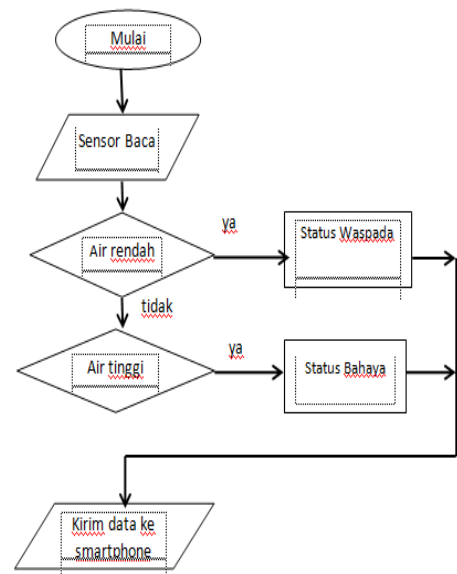 Mulai
Sensor Baca
Air rendah
ya
Status Waspada
tidak
Air tinggi
ya
Status Bahaya
Kirim data ke
smartphone